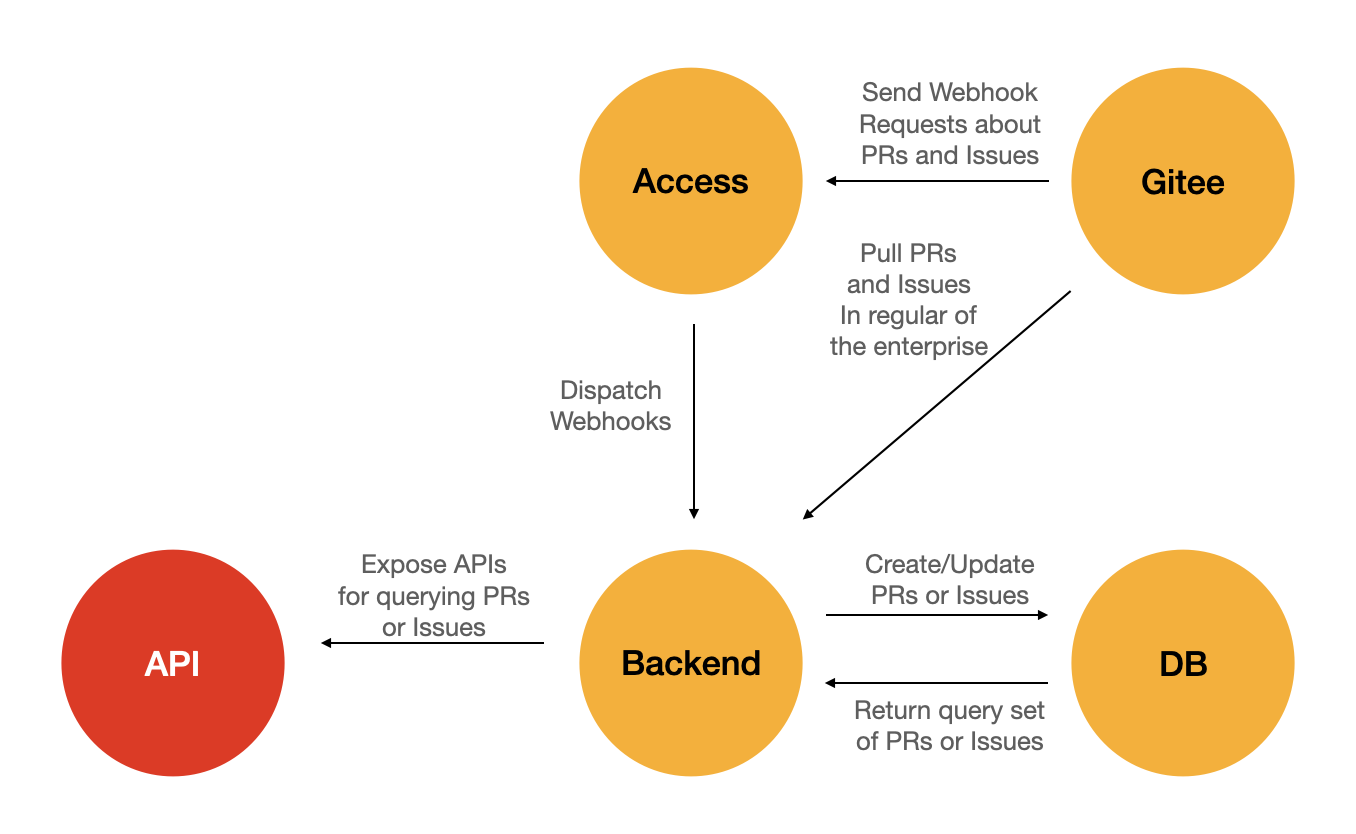 Send Webhook
Requests about
PRs and Issues
Access
Gitee
Pull PRs
and Issues
In regular of
the enterprise
Dispatch
Webhooks
Expose APIs
for querying PRs
or Issues
Create/Update
PRs or Issues
API
Backend
DB
Return query set
of PRs or Issues